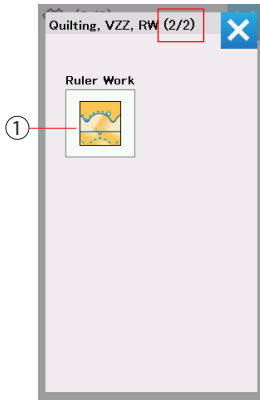 Quilting, VZZ, RW (2/2)
Ruler Work
①